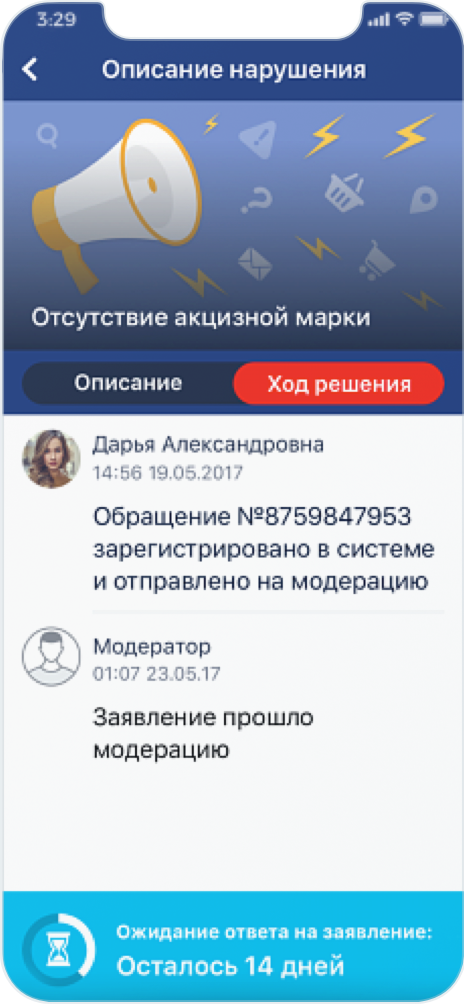 3:29
Описание нарушения
Отсутствие акцизной марки
Описание
Ход решения
Дарья Александровна
14:56 19.05.2017
Обращение №8759847953
зарегистрировано в системе
и отправлено на модерацию
Модератор
01:07 23.05.17
Заявление прошло
модерацию
Ожидание ответа на заявление:
Осталось 14 дней